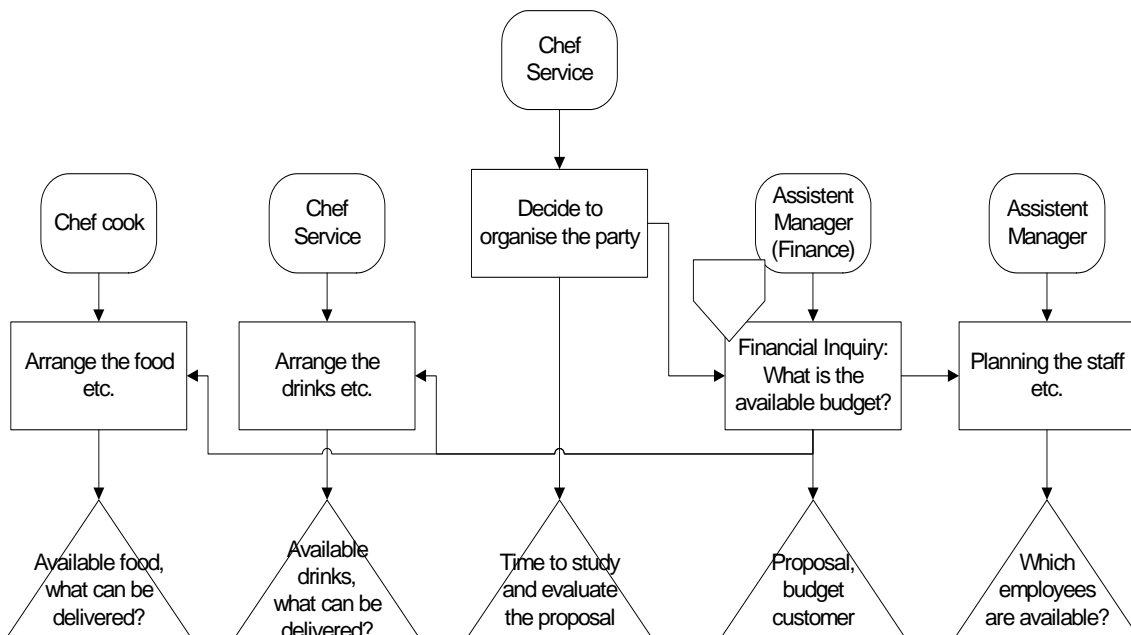 Chef
Service
Decide to
organise the party
Chef cook
Chef
Service
Assistent
Manager
(Finance)
Assistent
Manager
Arrange the food
etc.
Arrange the
drinks etc.
Financial Inquiry:
What is the
available budget?
Planning the staff
etc.
Available food,
what can be
delivered?
Available
drinks,
what can be
delivered?
Time to study
and evaluate
the proposal
Proposal,
budget
customer
Which
employees
are available?